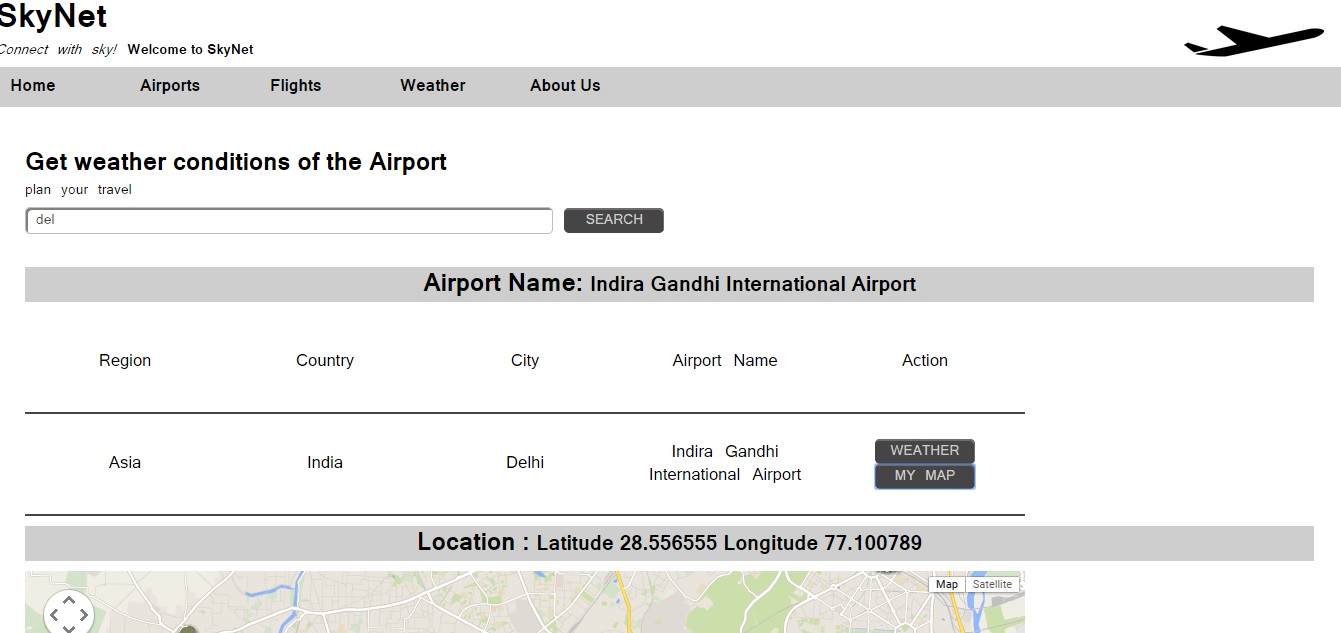 SkyNet
Connect with sky! Welcome to SkyNet
Home Airports Flights Weather About Us
Get weather conditions of the Airport
plan your travel
del SEARCH
Airport Name: Indira Gandhi International Airport
Region Country City Airport Name Action
Asia India Delhi Indira Gandhi
International Airport WEATHER
MY MAP
Location : Latitude 28.556555 Longitude 77.100789
Map Satellite